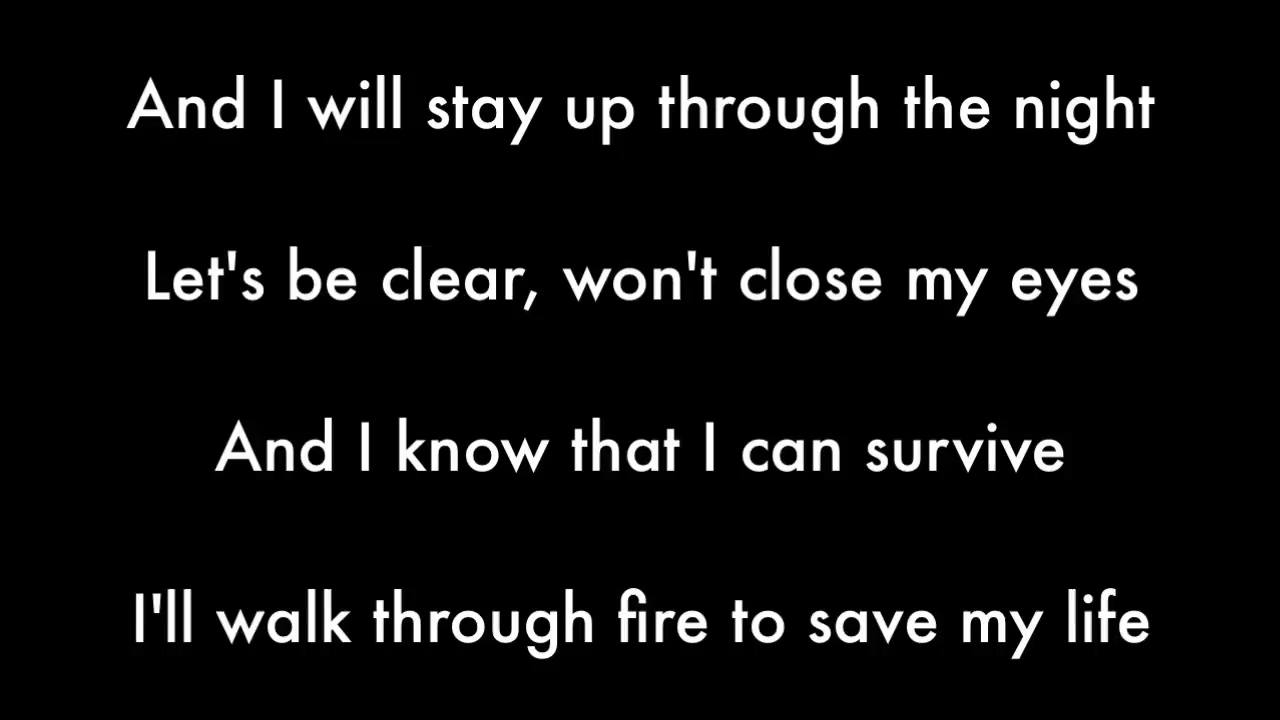 And I will stay up through the night
Let's be clear, won't close my eyes
And I know that I can survive
I'll walk through fire to save my life